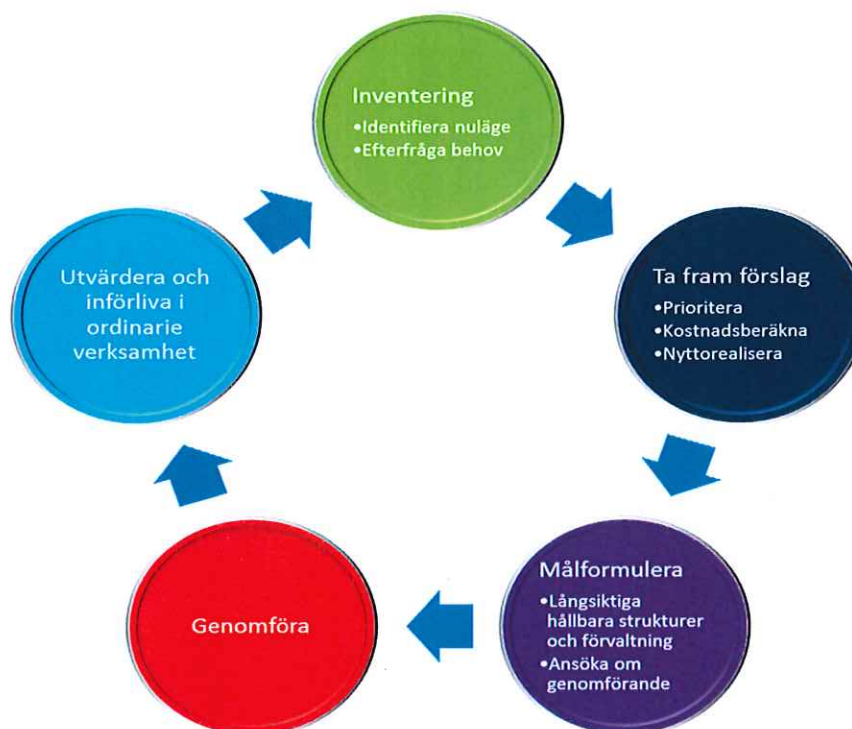 Inventering
•Identifiera nuläge
•Efterfråga behov
Ta fram förslag
•Prioritera
•Kostnadsberäkna
•Nyttorealisera
Målformulera
•Långsiktiga
hållbara strukturer
och förvaltning
•Ansöka om
genomförande
Genomföra
Utvärdera och
införliva i
ordinarie
verksamhet